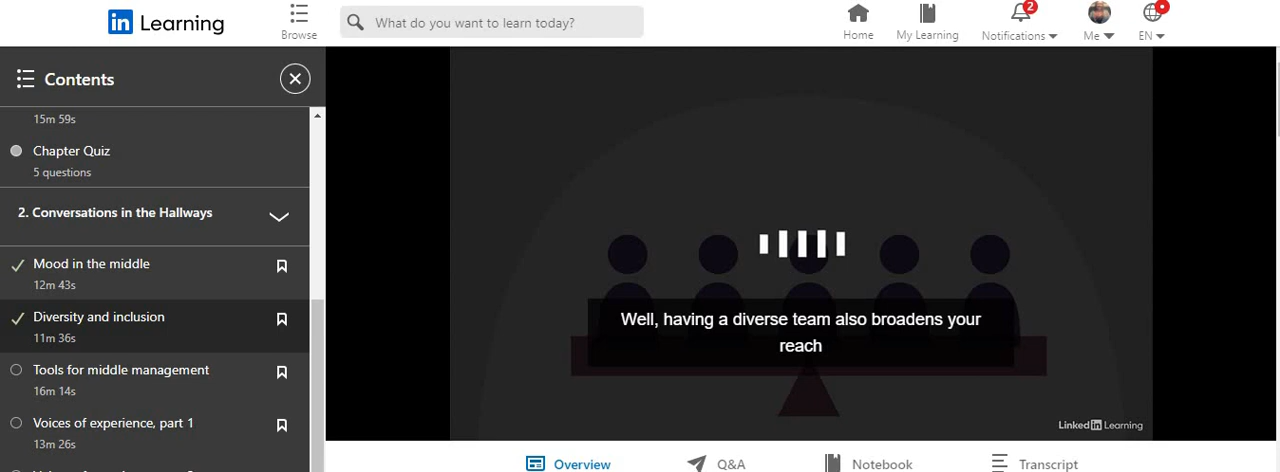 in Learning
Browse
What do you want to learn today?
Home
My Learning
2
Notifications
Me
EN
Contents
15m 59s
Chapter Quiz
5 questions
2. Conversations in the Hallways
Mood in the middle
12m 43s
Diversity and inclusion
11m 36s
Tools for middle management
16m 14s
Voices of experience, part 1
13m 26s
Well, having a diverse team also broadens your
reach
Linked in Learning
Overview
Q&A
Notebook
Transcript